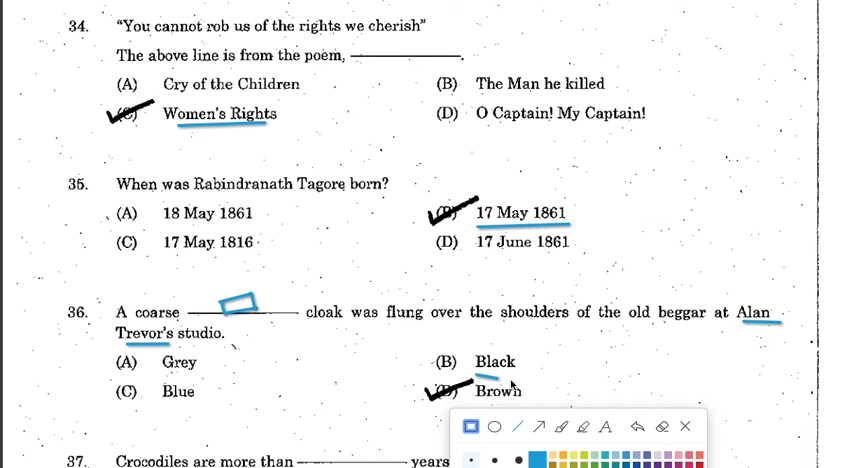 34. "You cannot rob us of the rights we cherish"
The above line is from the poem, ________.
(A) Cry of the Children (B) The Man he killed
(C) Women's Rights (D) O Captain! My Captain!
35. When was Rabindranath Tagore born?
(A) 18 May 1861 (B) 17 May 1861
(C) 17 May 1816 (D) 17 June 1861
36. A coarse ________ cloak was flung over the shoulders of the old beggar at Alan
Trevor's studio.
(A) Grey (B) Black
(C) Blue (D) Brown
37. Crocodiles are more than ________ years
A